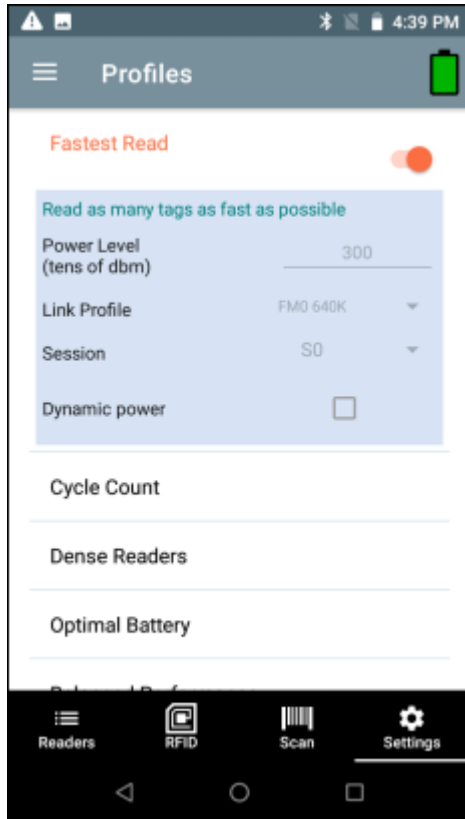 4:39 PM
Profiles
Fastest Read
Read as many tags as fast as possible
Power Level
(tens of dbm)
300
Link Profile
FM0 640K
Session
S0
Dynamic power
Cycle Count
Dense Readers
Optimal Battery
Readers
RFID
Scan
Settings